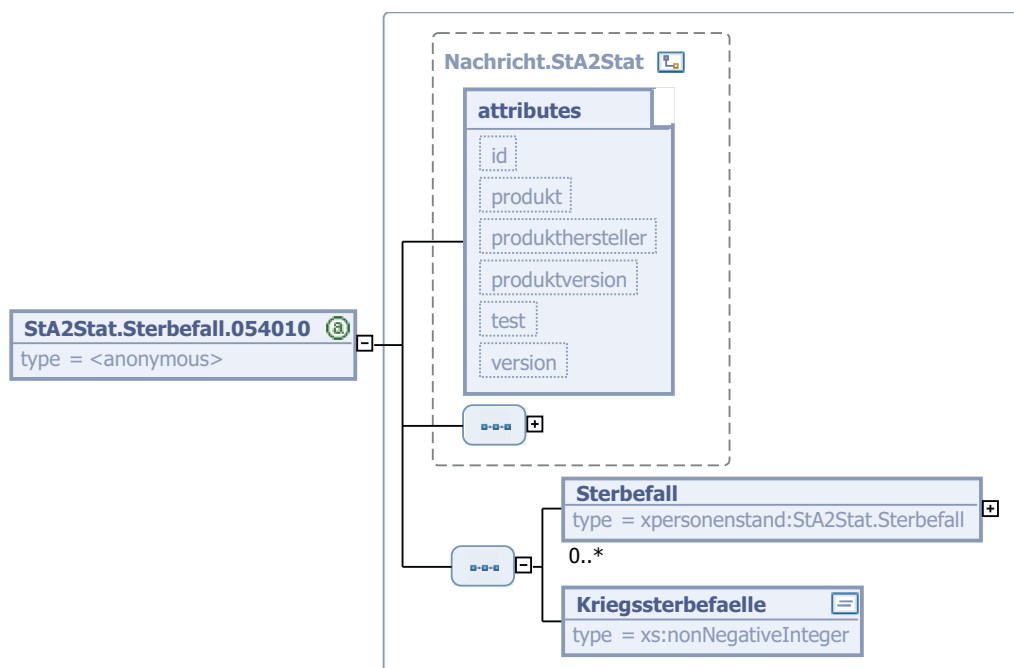 Nachricht.StA2Stat
attributes
id
produkt
produkthersteller
produktversion
test
version
StA2Stat.Sterbefall.054010 a
type = <anonymous>
Sterbefall
type = xpersonenstand:StA2Stat.Sterbefall
0..*
Kriegssterbefaelle
type = xs:nonNegativeInteger